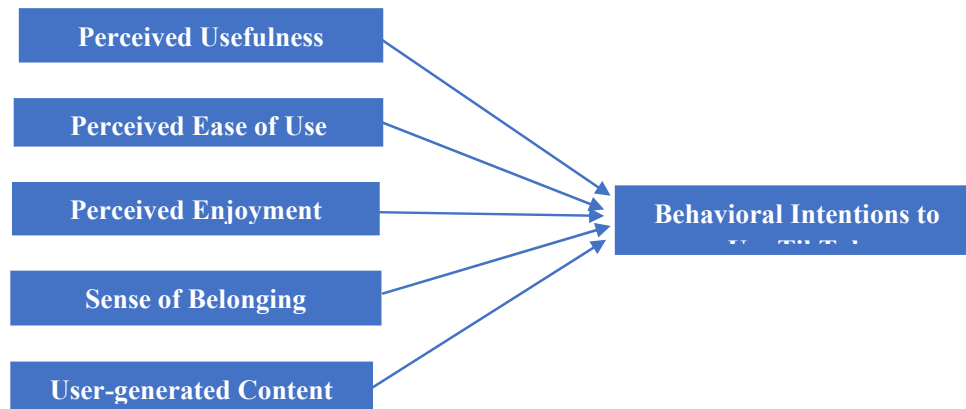 Perceived Usefulness
Perceived Ease of Use
Perceived Enjoyment
Behavioral Intentions to
Sense of Belonging
User-generated Content